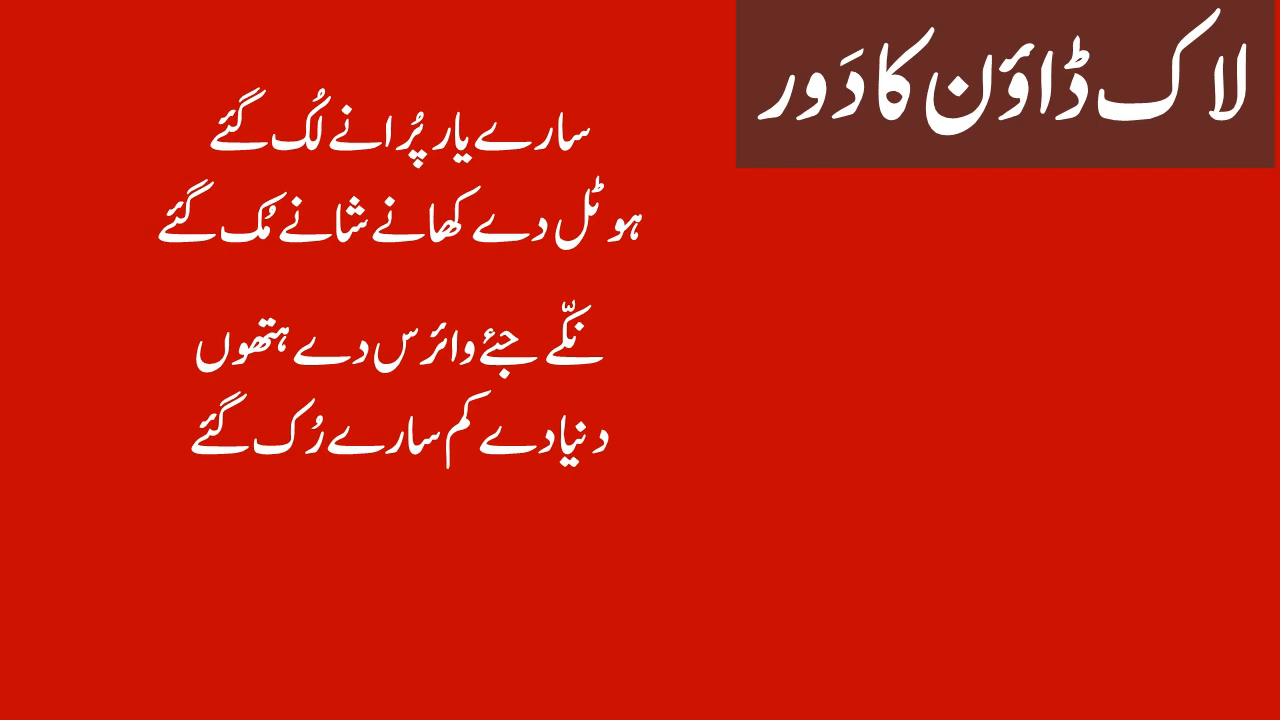 لاک ڈاؤن کا دَور
سارے یار پُرانے لُک گئے
ہوٹل دے کھانے شانے مُک گئے
نکّے جئے وائرس دے ہتھوں
دنیا دے کم سارے رُک گئے